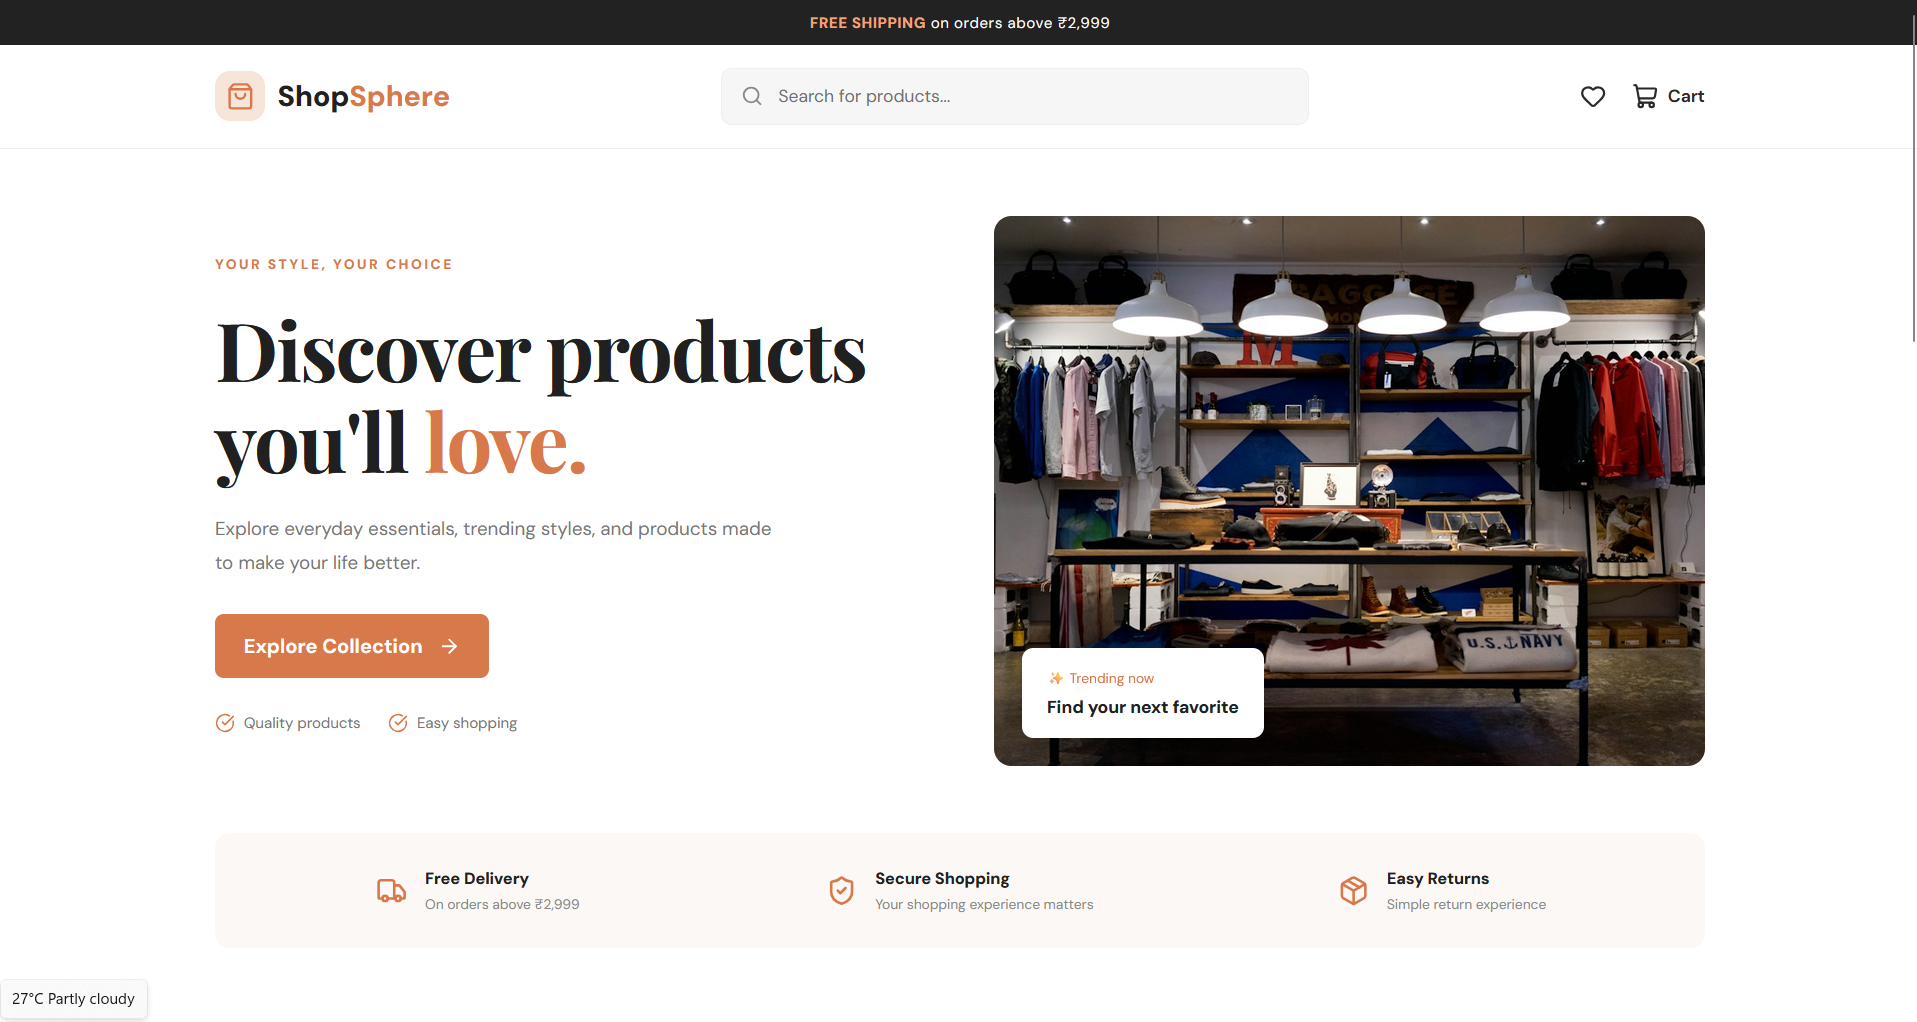 FREE SHIPPING on orders above ₹2,999
ShopSphere
Search for products...
Cart
YOUR STYLE, YOUR CHOICE
Discover products
you'll love.
Explore everyday essentials, trending styles, and products made
to make your life better.
Explore Collection
Quality products
Easy shopping
BAGGAGE
M
U.S. NAVY
✨ Trending now
Find your next favorite
Free Delivery
On orders above ₹2,999
Secure Shopping
Your shopping experience matters
Easy Returns
Simple return experience
27°C Partly cloudy